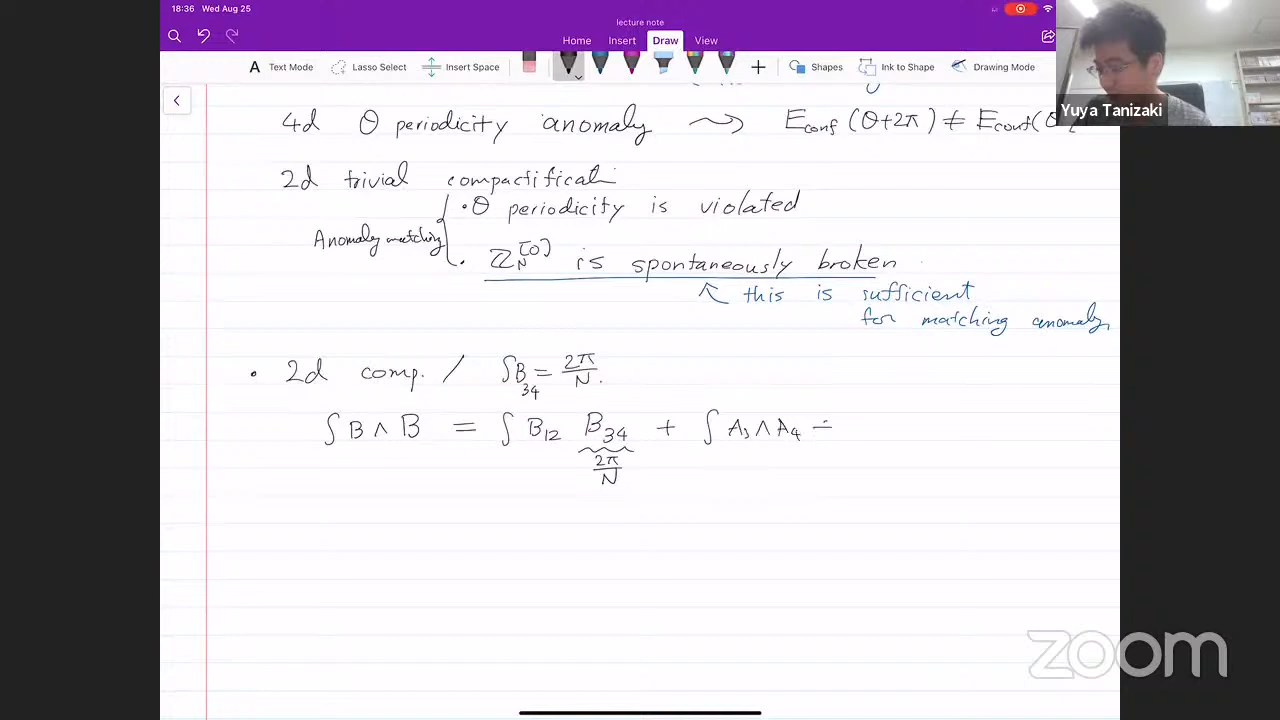 18:36 Wed Aug 25
lecture note
Home Insert Draw View
Text Mode Lasso Select Insert Space Shapes Ink to Shape Drawing Mode
Yuya Tanizaki
4d θ periodicity anomaly ⇝ E_conf (θ+2π) ≠ E_conf (θ
2d trivial compactificati
• θ periodicity is violated
Anomaly matching
• ℤ_N^[0] is spontaneously broken
↖ this is sufficient
for matching anomaly
• 2d comp. / ∫B_34 = 2π/N.
∫ B ∧ B = ∫ B_12 B_34 + ∫ A_3 ∧ A_4 =
2π/N
zoom